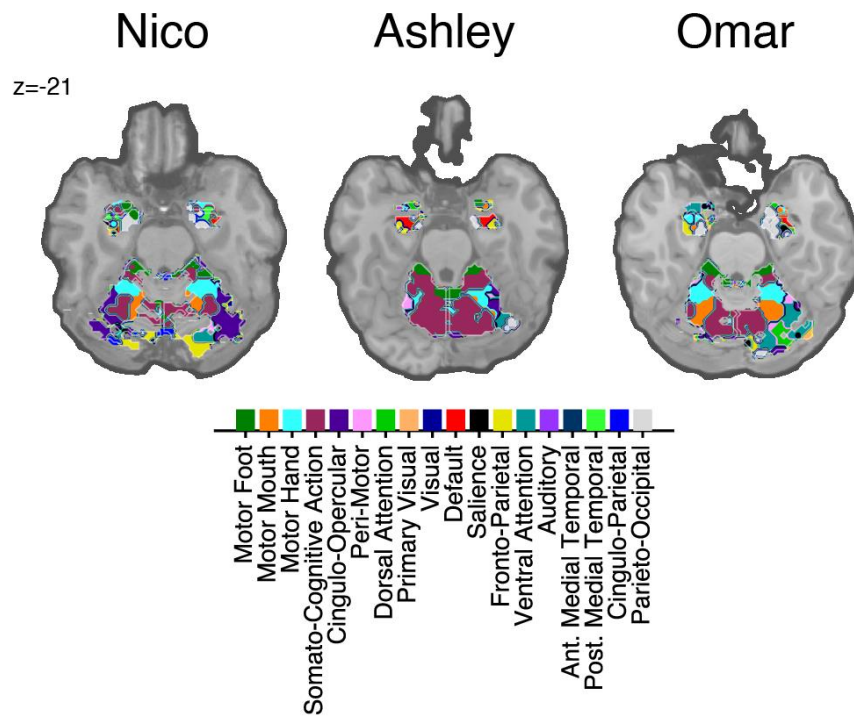 Nico
Ashley
Omar
z=-21
Motor Foot
Motor Mouth
Motor Hand
Somato-Cognitive Action
Cingulo-Opercular
Peri-Motor
Dorsal Attention
Primary Visual
Visual
Default
Salience
Fronto-Parietal
Ventral Attention
Auditory
Ant. Medial Temporal
Post. Medial Temporal
Cingulo-Parietal
Parieto-Occipital